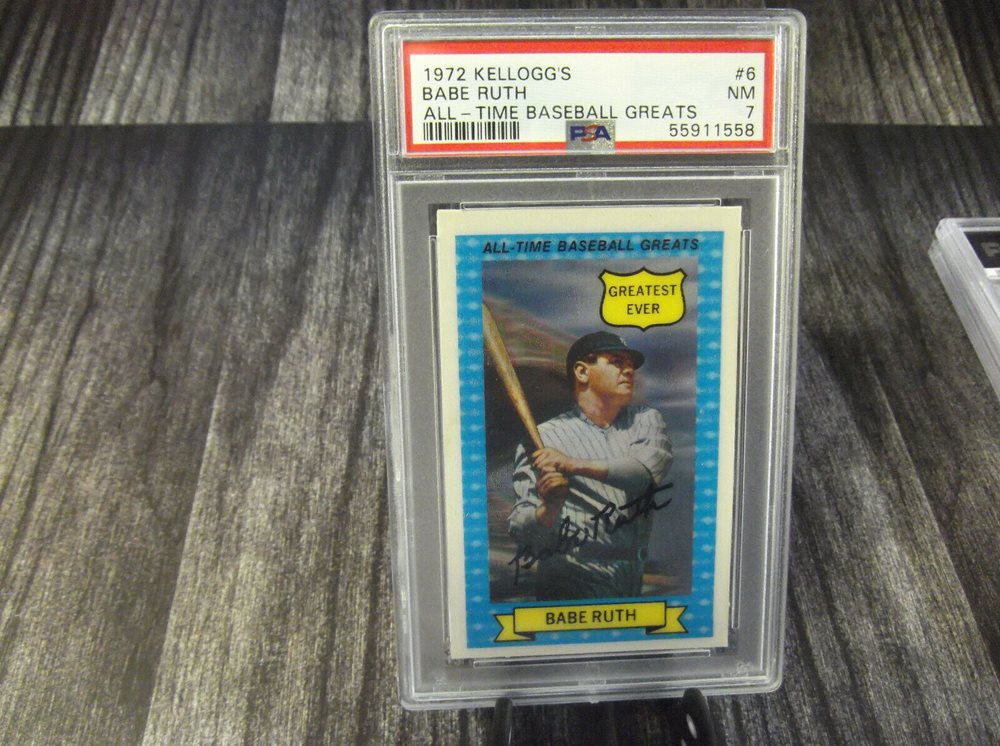 1972 KELLOGG'S #6
BABE RUTH NM
ALL-TIME BASEBALL GREATS 7
PSA 55911558
ALL-TIME BASEBALL GREATS
GREATEST
EVER
Babe Ruth
BABE RUTH